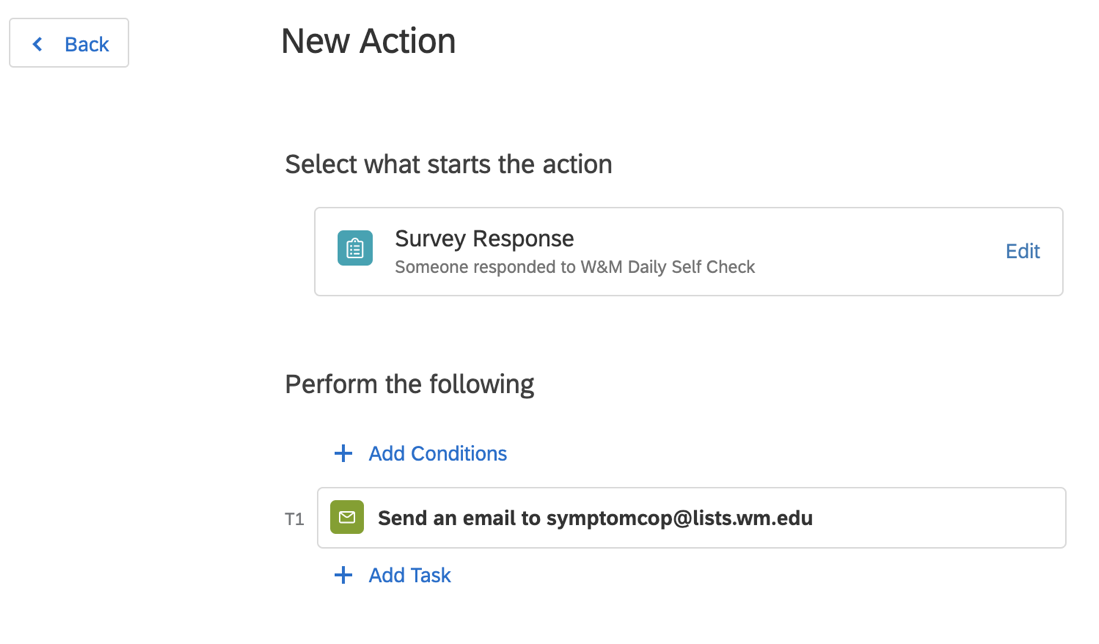 Back
New Action
Select what starts the action
Survey Response
Someone responded to W&M Daily Self Check
Edit
Perform the following
+ Add Conditions
T1 Send an email to symptomcop@lists.wm.edu
+ Add Task